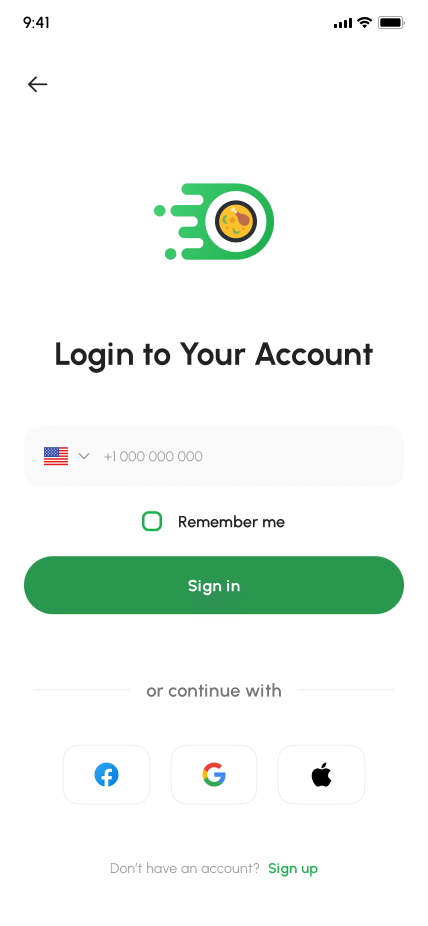 9:41
Login to Your Account
+1 000 000 000
Remember me
Sign in
or continue with
Don't have an account? Sign up